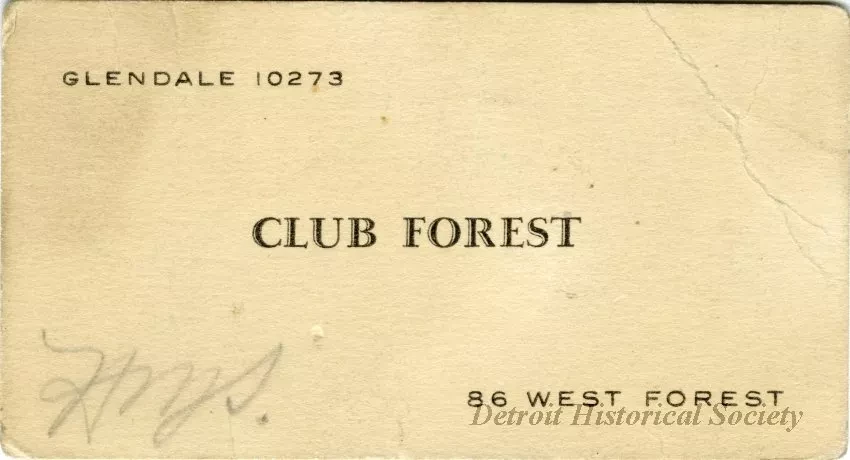 GLENDALE 10273
CLUB FOREST
86 WEST FOREST
Detroit Historical Society